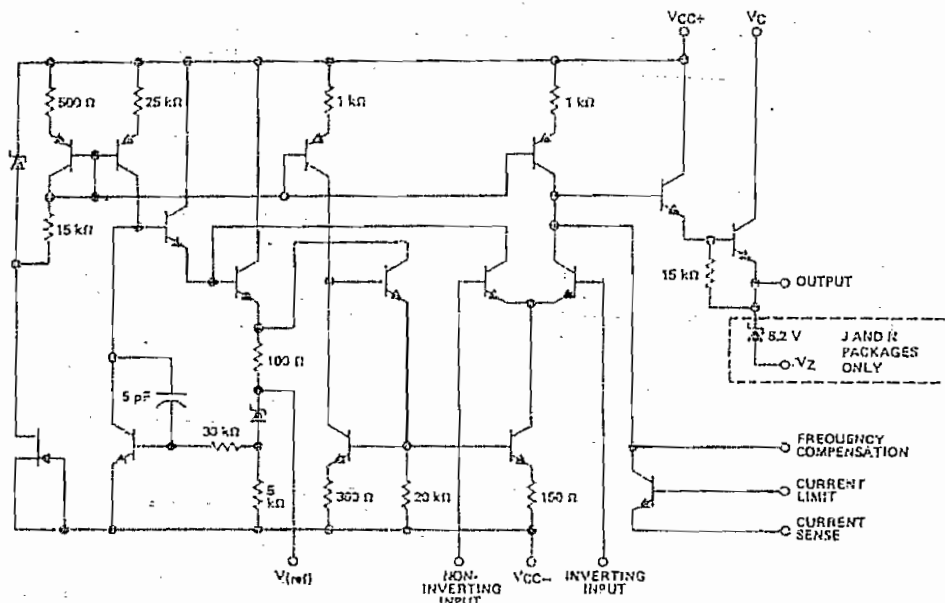 VCC+
VC
500 Ω
25 kΩ
1 kΩ
1 kΩ
15 kΩ
15 kΩ
OUTPUT
6.2 V
J AND N
PACKAGES
ONLY
VZ
100 Ω
5 pF
30 kΩ
5
kΩ
300 Ω
20 kΩ
150 Ω
FREQUENCY
COMPENSATION
CURRENT
LIMIT
CURRENT
SENSE
V(ref)
NON-
INVERTING
INPUT
VCC-
INVERTING
INPUT